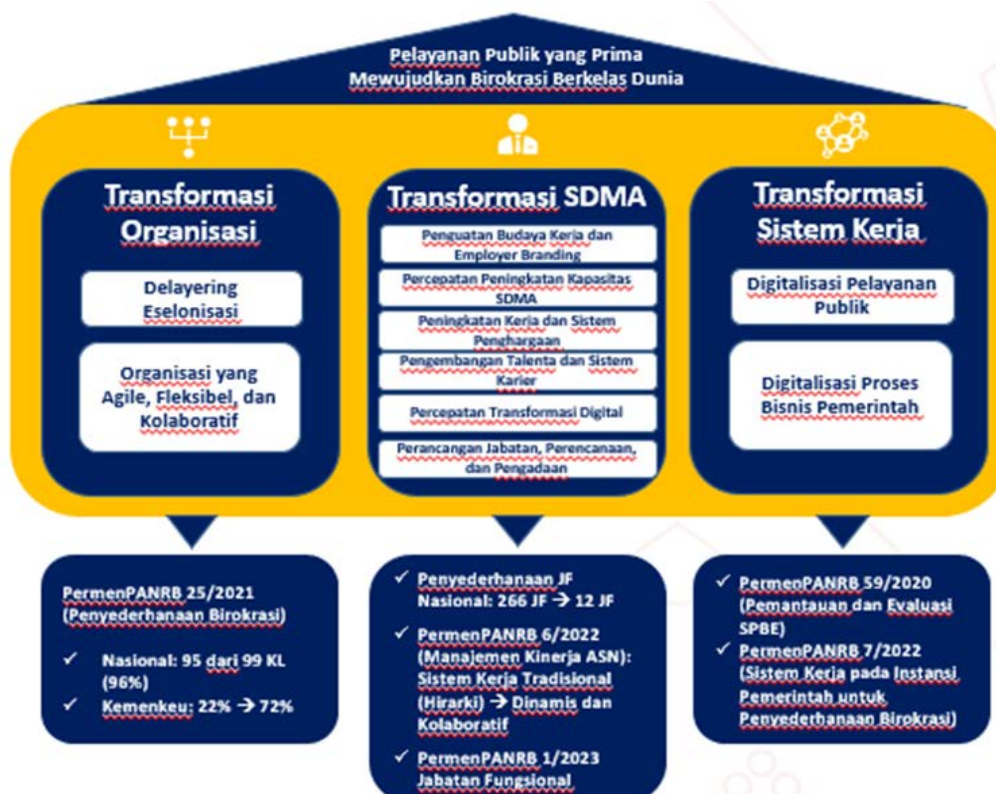 Pelayanan Publik yang Prima
Mewujudkan Birokrasi Berkelas Dunia
Transformasi
Organisasi
Delayering
Eselonisasi
Organisasi yang
Agile, Fleksibel, dan
Kolaboratif
Transformasi SDMA
Penguatan Budaya Kerja dan
Employer Branding
Percepatan Peningkatan Kapasitas
SDMA
Peningkatan Kerja dan Sistem
Penghargaan
Pengembangan Talenta dan Sistem
Karier
Percepatan Transformasi Digital
Perancangan Jabatan, Perencanaan,
dan Pengadaan
Transformasi
Sistem Kerja
Digitalisasi Pelayanan
Publik
Digitalisasi Proses
Bisnis Pemerintah
PermenPANRB 25/2021
(Penyederhanaan Birokrasi)
✓ Nasional: 95 dari 99 KL
(96%)
✓ Kemenkeu: 22% → 72%
✓ Penyederhanaan JF
Nasional: 266 JF → 12 JF
✓ PermenPANRB 6/2022
(Manajemen Kinerja ASN):
Sistem Kerja Tradisional
(Hirarki) → Dinamis dan
Kolaboratif
✓ PermenPANRB 1/2023
Jabatan Fungsional
✓ PermenPANRB 59/2020
(Pemantauan dan Evaluasi
SPBE)
✓ PermenPANRB 7/2022
(Sistem Kerja pada Instansi
Pemerintah untuk
Penyederhanaan Birokrasi)